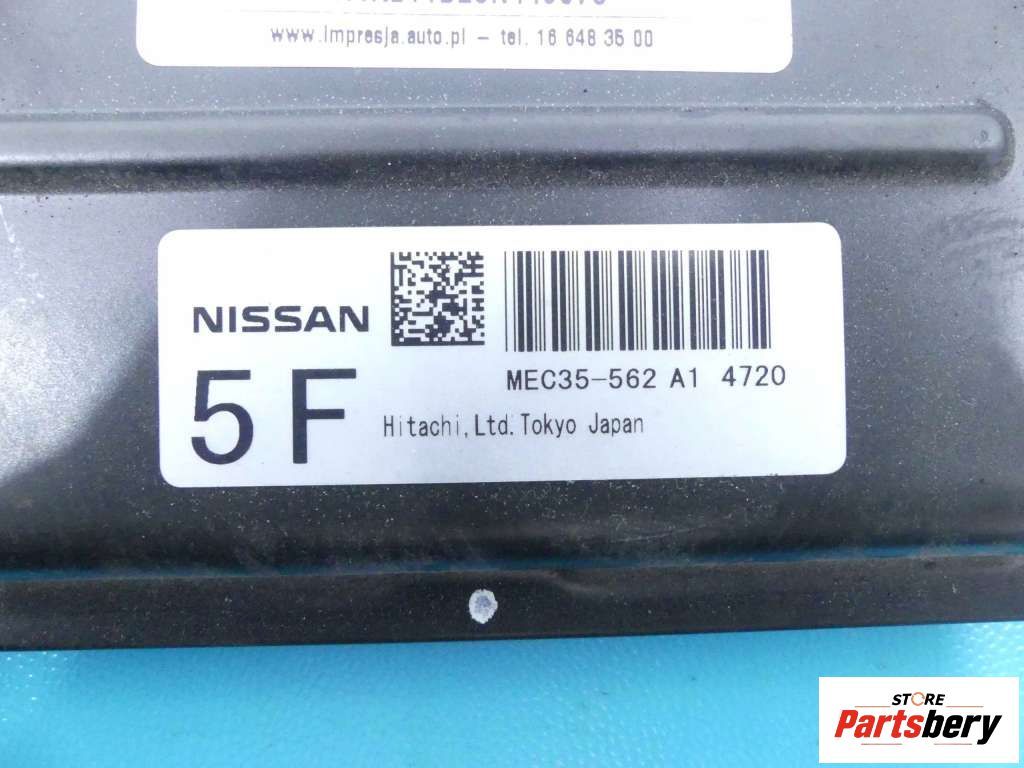 www.impresja.auto.pl – tel. 16 648 35 00
NISSAN
5F
MEC35-562 A1 4720
Hitachi,Ltd.Tokyo Japan
STORE
Partsbery